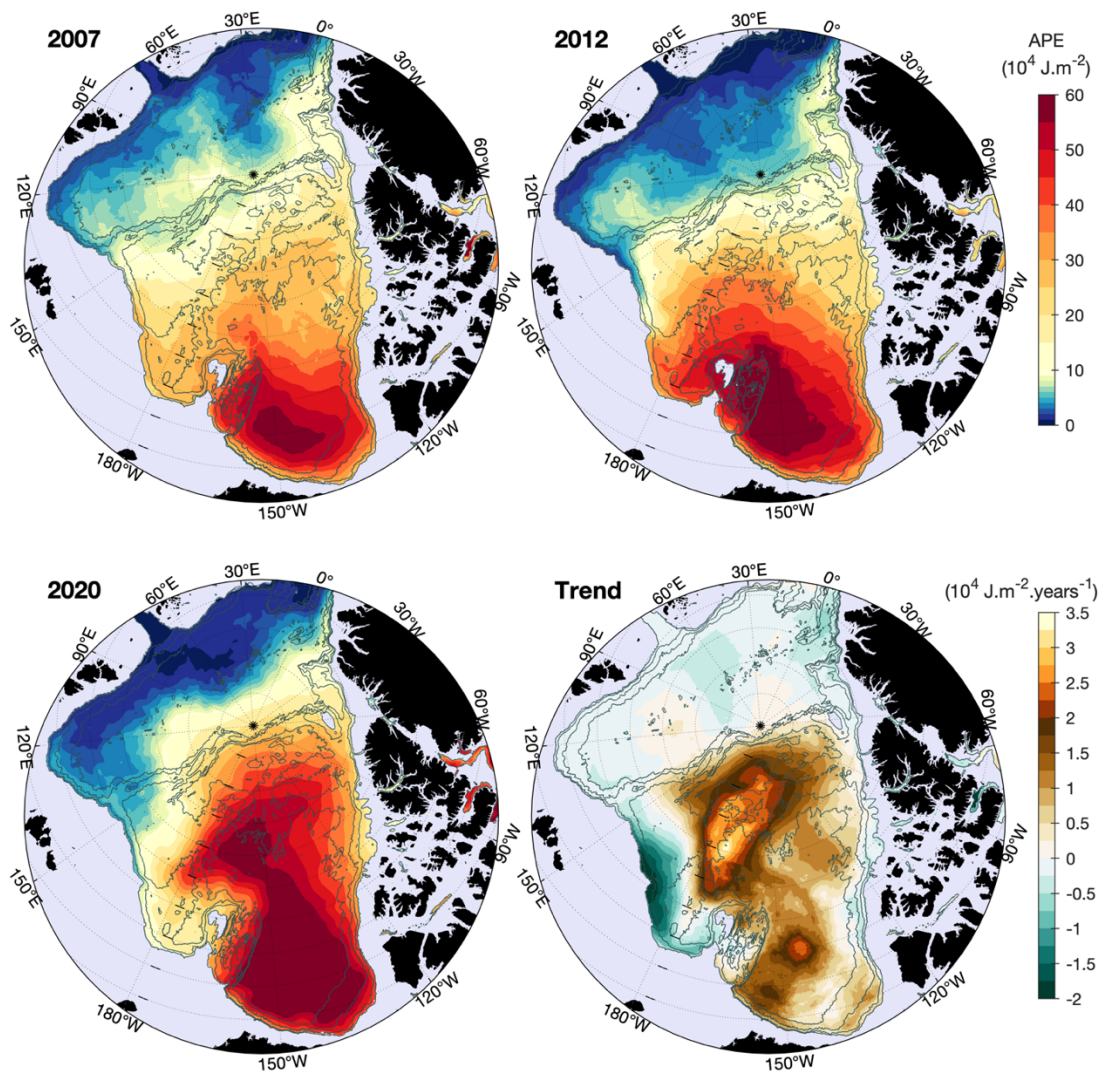 2007
30°E
0°
60°E
30°W
90°E
60°W
120°E
90°W
150°E
120°W
180°W
150°W
2012
30°E
0°
60°E
30°W
90°E
60°W
120°E
90°W
150°E
120°W
180°W
150°W
APE
(10⁴ J.m⁻²)
60
50
40
30
20
10
0
2020
30°E
0°
60°E
30°W
90°E
60°W
120°E
90°W
150°E
120°W
180°W
150°W
Trend
30°E
0°
60°E
30°W
90°E
60°W
120°E
90°W
150°E
120°W
180°W
150°W
(10⁴ J.m⁻².years⁻¹)
3.5
3
2.5
2
1.5
1
0.5
0
-0.5
-1
-1.5
-2